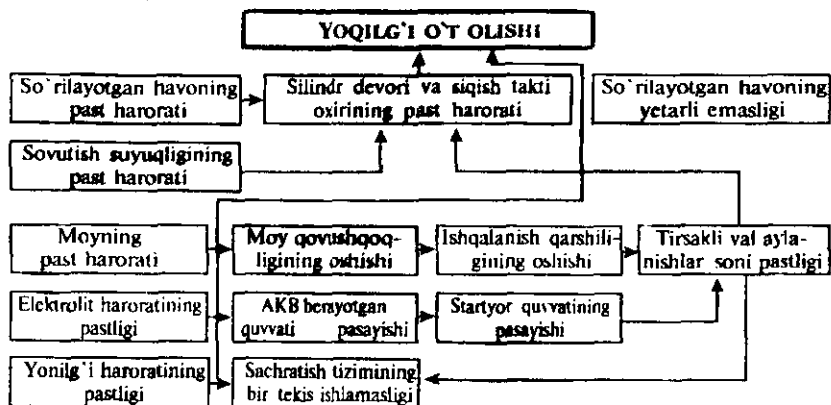 YOQILG'I O'T OLISHI
So`rilayotgan havoning
past harorati
Silindr devori va siqish takti
oxirining past harorati
So`rilayotgan havoning
yetarli emasligi
Sovutish suyuqligining
past harorati
Moyning
past harorati
Moy qovushqoq-
ligining oshishi
Ishqalanish qarshili-
gining oshishi
Tirsakli val ayla-
nishlar soni pastligi
Elektrolit haroratining
pastligi
AKB berayotgan
quvvati pasayishi
Startyor quvvatining
pasayishi
Yonilg`i haroratining
pastligi
Sachratish tizimining
bir tekis ishlamasligi